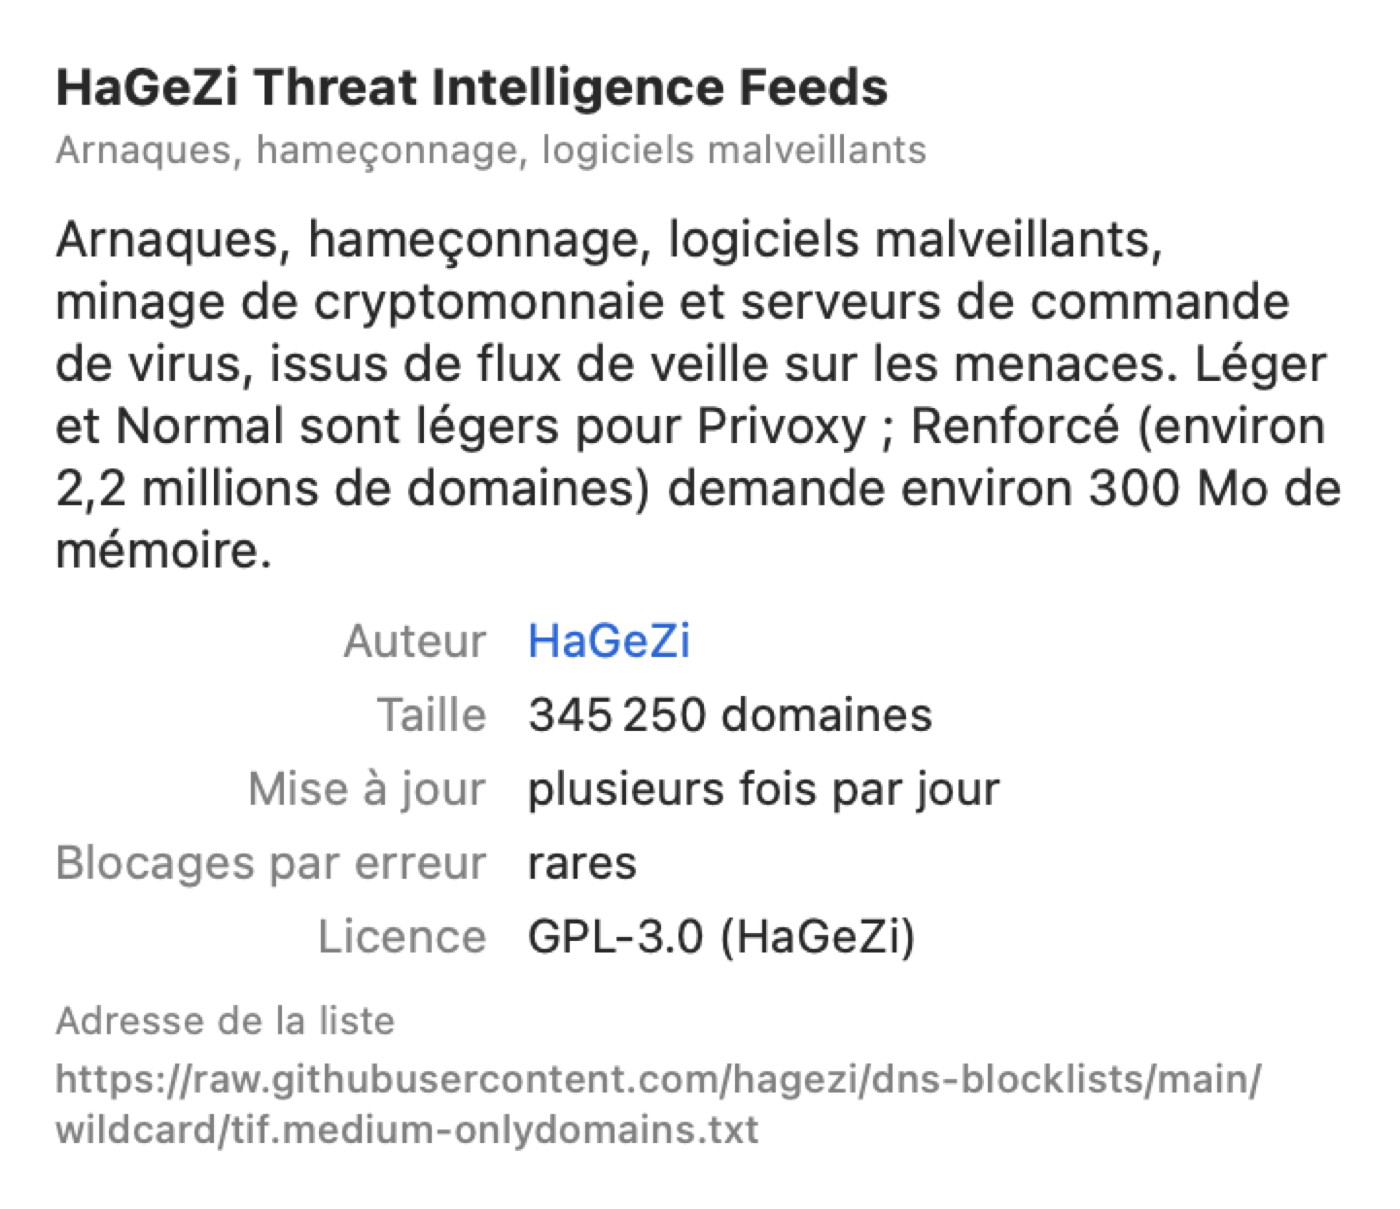 HaGeZi Threat Intelligence Feeds
Arnaques, hameçonnage, logiciels malveillants
Arnaques, hameçonnage, logiciels malveillants,
minage de cryptomonnaie et serveurs de commande
de virus, issus de flux de veille sur les menaces. Léger
et Normal sont légers pour Privoxy ; Renforcé (environ
2,2 millions de domaines) demande environ 300 Mo de
mémoire.
Auteur HaGeZi
Taille 345 250 domaines
Mise à jour plusieurs fois par jour
Blocages par erreur rares
Licence GPL-3.0 (HaGeZi)
Adresse de la liste
https://raw.githubusercontent.com/hagezi/dns-blocklists/main/
wildcard/tif.medium-onlydomains.txt